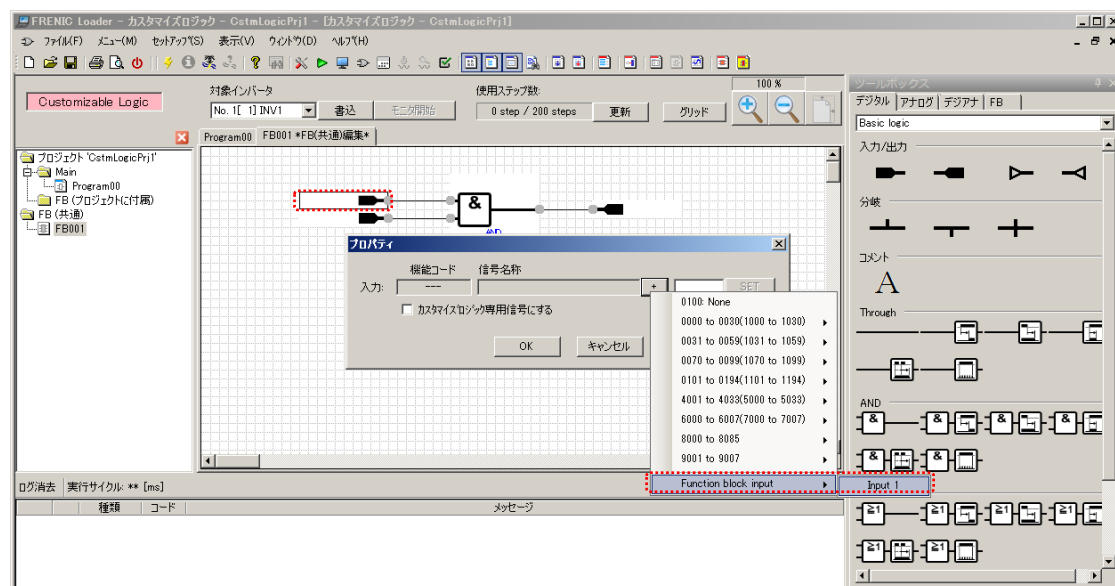 FRENIC Loader - カスタマイズロジック - CstmLogicPrj1 - [カスタマイズロジック - CstmLogicPrj1]
ファイル(F) メニュー(M) セットアップ(S) 表示(V) ウィンドウ(D) ヘルプ(H)
Customizable Logic
対象インバータ
使用ステップ数:
100 %
No. 1[ 1] INV1
書込
モニタ開始
0 step / 200 steps
更新
グリッド
ツールボックス
デジタル アナログ デジアナ FB
Basic logic
Program00 FB001 *FB(共通)編集*
プロジェクト 'CstmLogicPrj1'
Main
Program00
FB (プロジェクトに付属)
FB (共通)
FB001
&
AND
プロパティ
機能コード 信号名称
入力: --- + SET
カスタマイズロジック専用信号にする
OK キャンセル
0100: None
0000 to 0030(1000 to 1030)
0031 to 0059(1031 to 1059)
0070 to 0099(1070 to 1099)
0101 to 0194(1101 to 1194)
4001 to 4033(5000 to 5033)
6000 to 6007(7000 to 7007)
8000 to 8085
9001 to 9007
Function block input
Input 1
入力/出力
分岐
コメント
A
Through
AND
& & & &
& &
≧1 ≧1 ≧1 ≧1
≧1 ≧1
ログ消去 実行サイクル: ** [ms]
種類 コード メッセージ